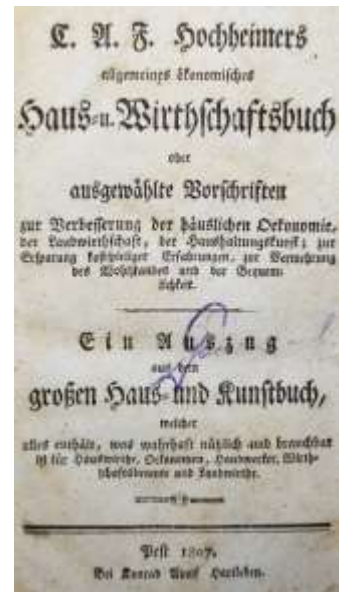 C. A. F. Hochheimers
allgemeines ökonomisches
Haus- u. Wirthschaftsbuch
oder
ausgewählte Vorschriften
zur Verbesserung der häuslichen Oekonomie,
der Landwirthschaft, der Haushaltungskunst; zur
Ersparung kostspieliger Erfahrungen, zur Vermehrung
des Wohlstandes und der Bequem-
lichkeit.
Ein Auszug
aus dem
großen Haus- und Kunstbuch,
welcher
alles enthält, was wahrhaft nützlich und brauchbar
ist für Hauswirthe, Oekonomen, Handwerker, Wirth-
schaftsbeamte und Landwirthe.
Pest 1807.
Bei Konrad Adolf Hartleben.